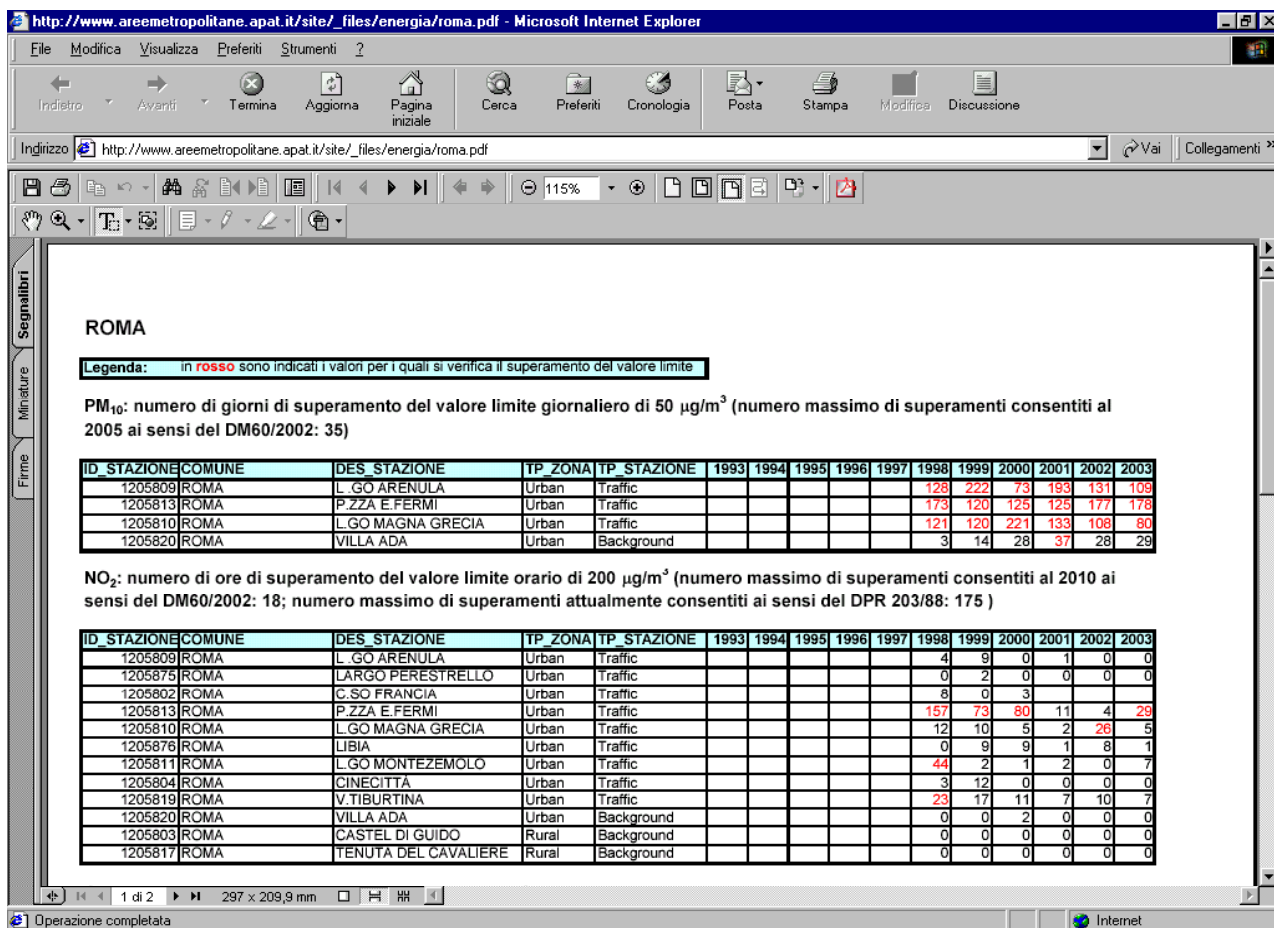 http://www.areemetropolitane.apat.it/site/_files/energia/roma.pdf - Microsoft Internet Explorer
File Modifica Visualizza Preferiti Strumenti ?
Indietro Avanti Termina Aggiorna Pagina iniziale Cerca Preferiti Cronologia Posta Stampa Modifica Discussione
Indirizzo http://www.areemetropolitane.apat.it/site/_files/energia/roma.pdf Vai Collegamenti »
115%
Segnalibri
Miniature
Firme
ROMA
Legenda: in rosso sono indicati i valori per i quali si verifica il superamento del valore limite
PM10: numero di giorni di superamento del valore limite giornaliero di 50 μg/m³ (numero massimo di superamenti consentiti al
2005 ai sensi del DM60/2002: 35)
ID_STAZIONE COMUNE DES_STAZIONE TP_ZONA TP_STAZIONE 1993 1994 1995 1996 1997 1998 1999 2000 2001 2002 2003
1205809 ROMA L .GO ARENULA Urban Traffic 128 222 73 193 131 109
1205813 ROMA P.ZZA E.FERMI Urban Traffic 173 120 125 125 177 178
1205810 ROMA L.GO MAGNA GRECIA Urban Traffic 121 120 221 133 108 80
1205820 ROMA VILLA ADA Urban Background 3 14 28 37 28 29
NO2: numero di ore di superamento del valore limite orario di 200 μg/m³ (numero massimo di superamenti consentiti al 2010 ai
sensi del DM60/2002: 18; numero massimo di superamenti attualmente consentiti ai sensi del DPR 203/88: 175 )
ID_STAZIONE COMUNE DES_STAZIONE TP_ZONA TP_STAZIONE 1993 1994 1995 1996 1997 1998 1999 2000 2001 2002 2003
1205809 ROMA L .GO ARENULA Urban Traffic 4 9 0 1 0 0
1205875 ROMA LARGO PERESTRELLO Urban Traffic 0 2 0 0 0 0
1205802 ROMA C.SO FRANCIA Urban Traffic 8 0 3
1205813 ROMA P.ZZA E.FERMI Urban Traffic 157 73 80 11 4 29
1205810 ROMA L.GO MAGNA GRECIA Urban Traffic 12 10 5 2 26 5
1205876 ROMA LIBIA Urban Traffic 0 9 9 1 8 1
1205811 ROMA L.GO MONTEZEMOLO Urban Traffic 44 2 1 2 0 7
1205804 ROMA CINECITTÀ Urban Traffic 3 12 0 0 0 0
1205819 ROMA V.TIBURTINA Urban Traffic 23 17 11 7 10 7
1205820 ROMA VILLA ADA Urban Background 0 0 2 0 0 0
1205803 ROMA CASTEL DI GUIDO Rural Background 0 0 0 0 0 0
1205817 ROMA TENUTA DEL CAVALIERE Rural Background 0 0 0 0 0 0
1 di 2 297 x 209,9 mm
Operazione completata Internet